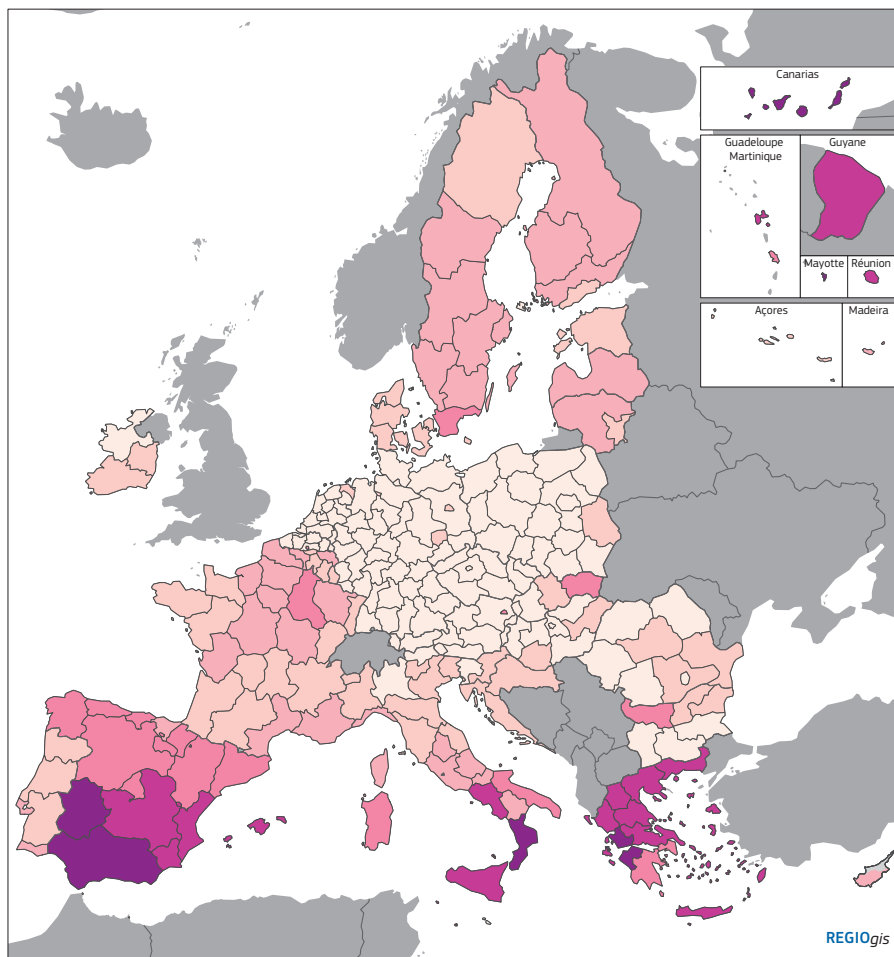 Canarias
Guadeloupe
Martinique
Guyane
Mayotte
Réunion
Açores
Madeira
REGIOgis